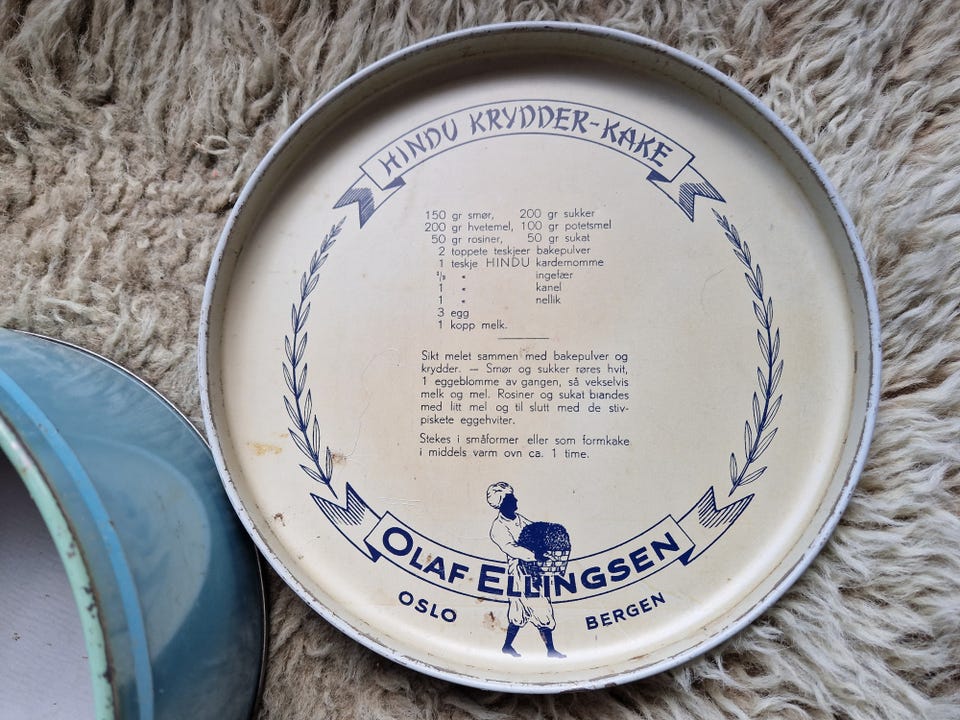 HINDU KRYDDER-KAKE
150 gr smør, 200 gr sukker
200 gr hvetemel, 100 gr potetsmel
50 gr rosiner, 50 gr sukat
2 toppete teskjeer bakepulver
1 teskje HINDU kardemomme
" ingefær
1 " kanel
1 " nellik
3 egg
1 kopp melk.
Sikt melet sammen med bakepulver og
krydder. — Smør og sukker røres hvit,
1 eggeblomme av gangen, så vekselvis
melk og mel. Rosiner og sukat blandes
med litt mel og til slutt med de stiv-
piskete eggehviter.
Stekes i småformer eller som formkake
i middels varm ovn ca. 1 time.
OLAF ELLINGSEN
OSLO BERGEN